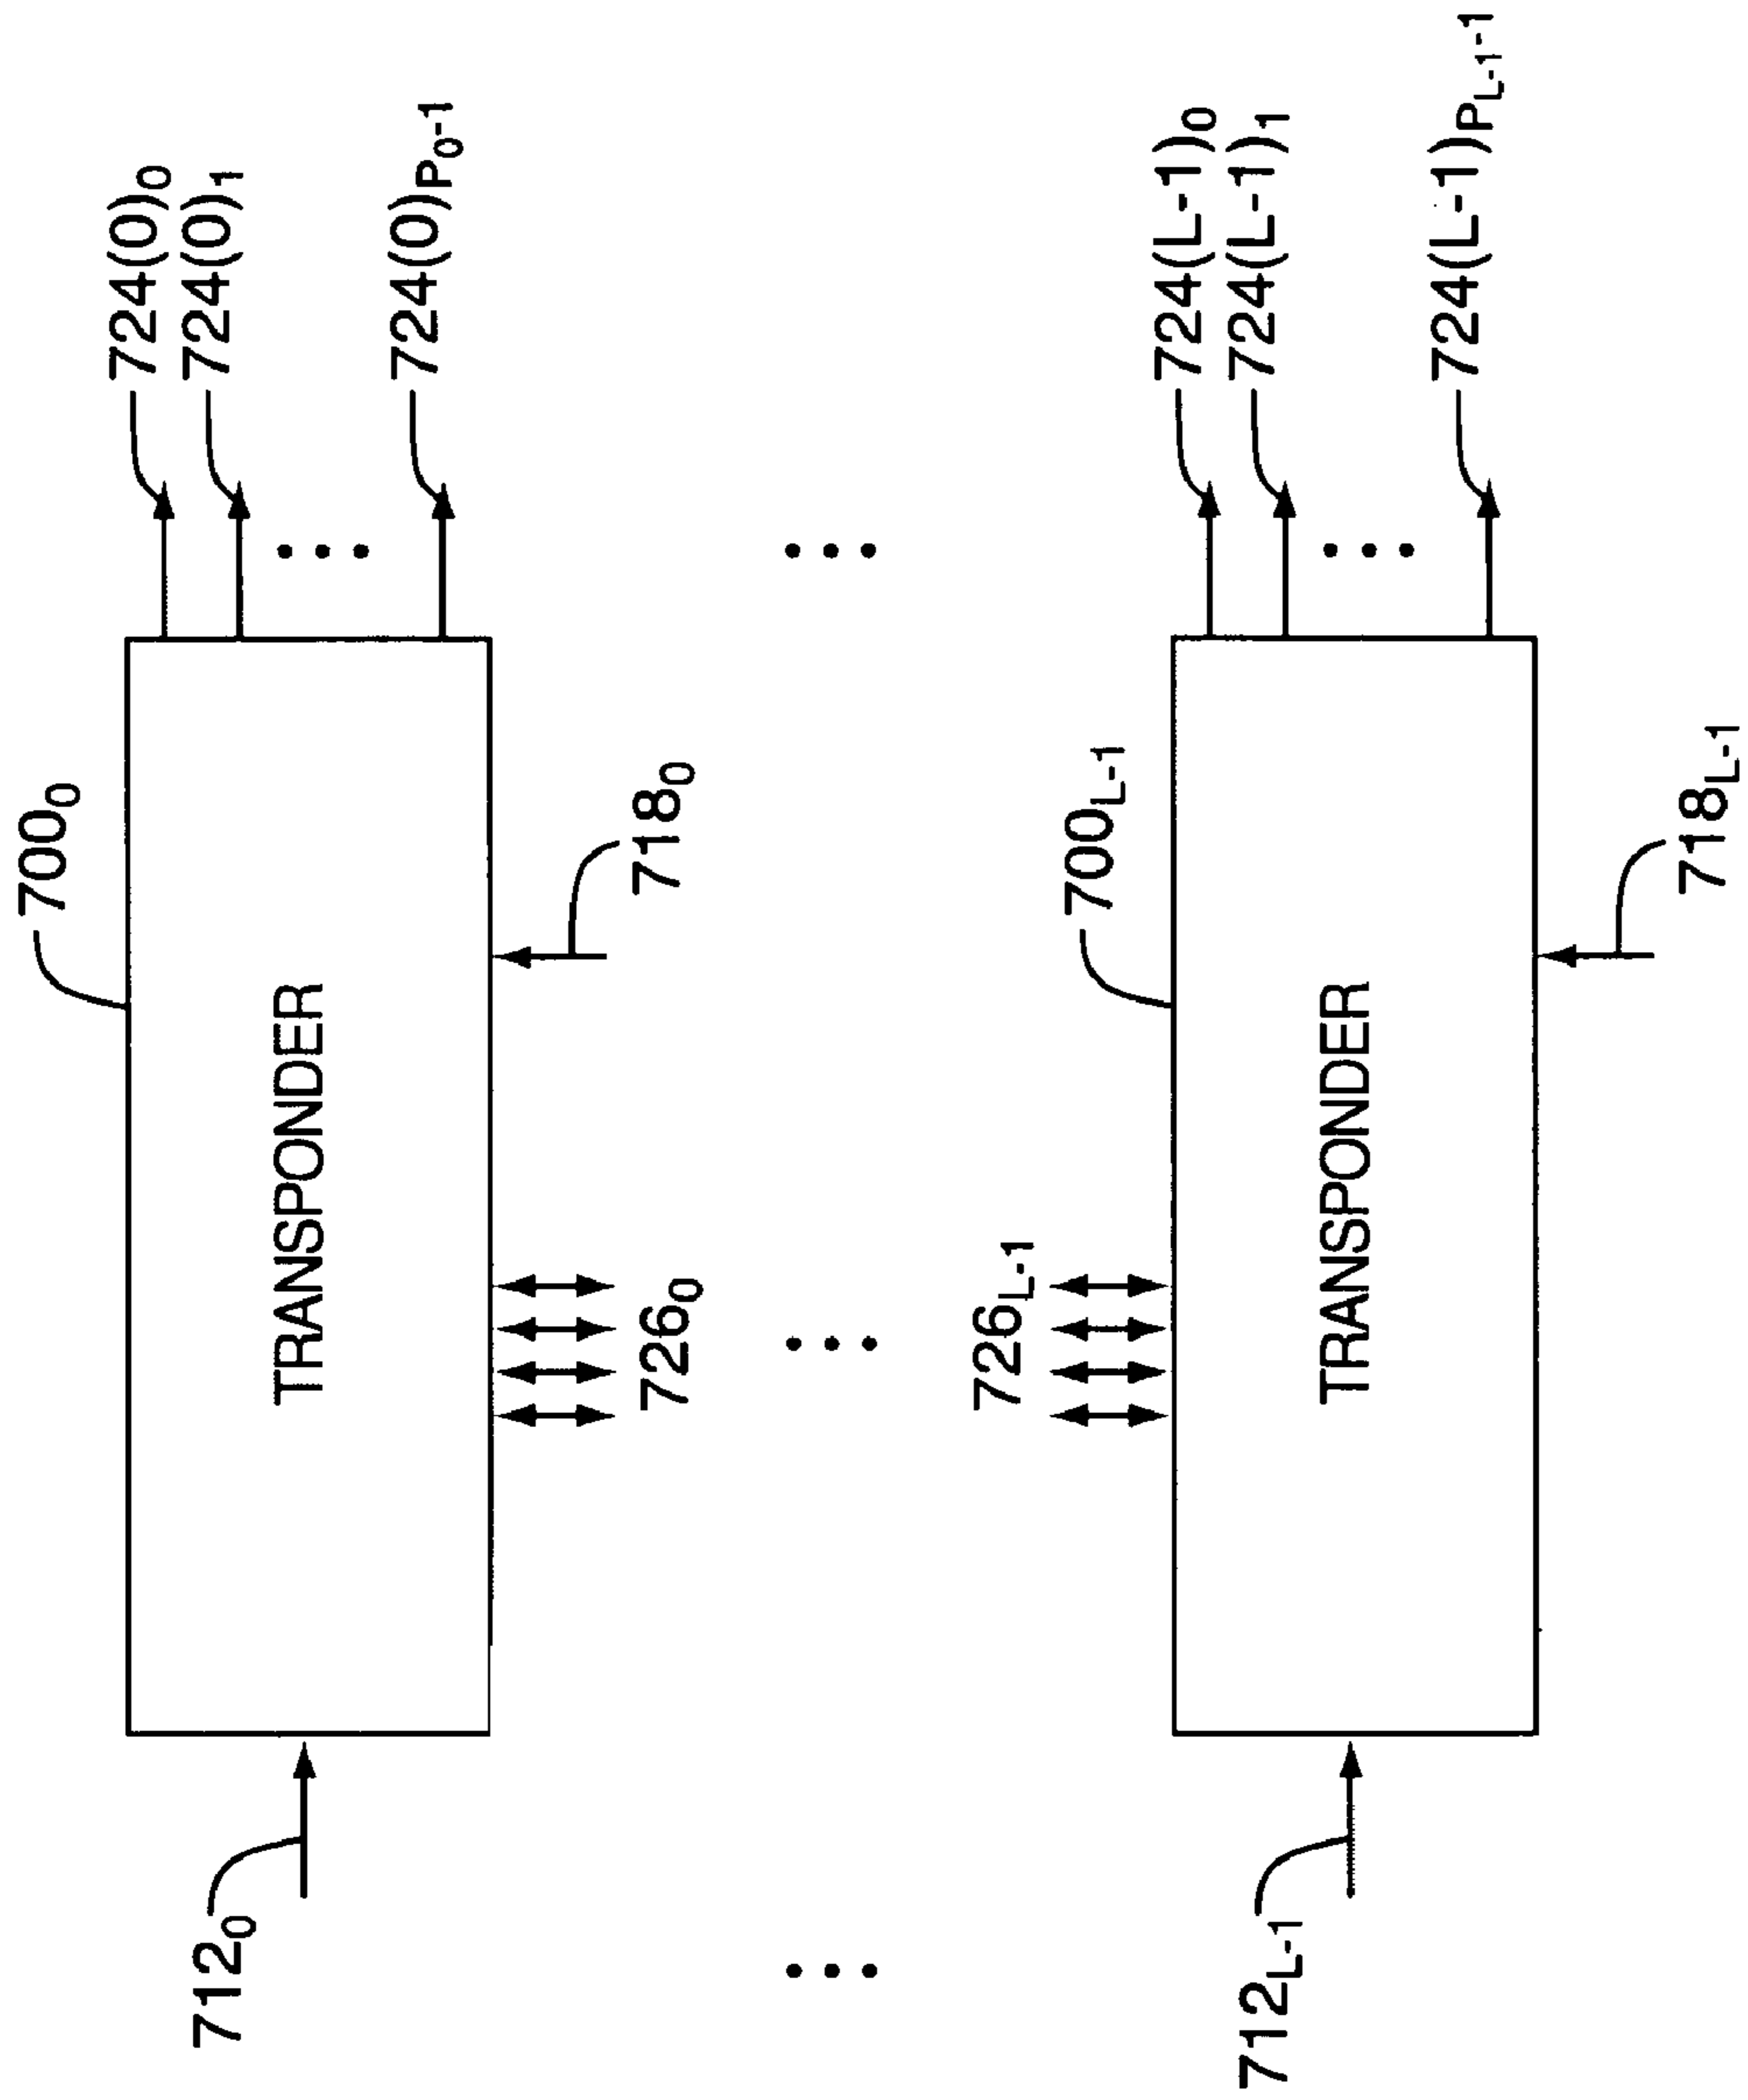 700₀
TRANSPONDER
712₀
726₀
718₀
724(0)₀
724(0)₁
724(0)P₀₋₁
700L-1
TRANSPONDER
712L-1
726L-1
718L-1
724(L-1)₀
724(L-1)₁
724(L-1)PL-1-1